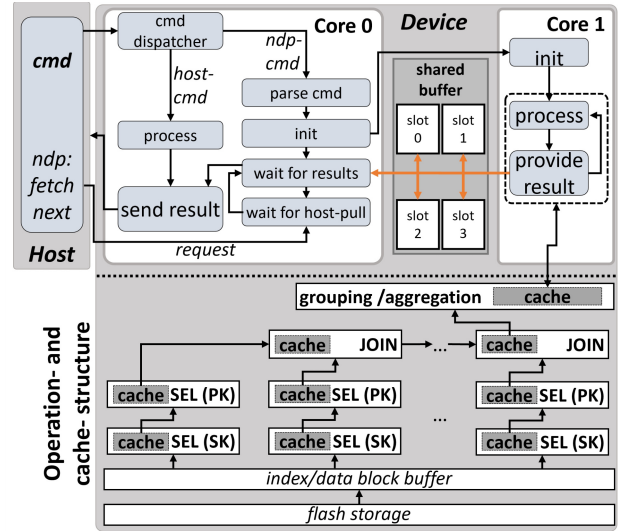 cmd
ndp:
fetch
next
Host
cmd
dispatcher
host-
cmd
process
send result
ndp-
cmd
Core 0
parse cmd
init
wait for results
wait for host-pull
request
Device
shared
buffer
slot
0
slot
1
slot
2
slot
3
Core 1
init
process
provide
result
Operation- and
cache- structure
grouping /aggregation cache
cache JOIN
...
cache JOIN
cache SEL (PK)
cache SEL (PK)
cache SEL (PK)
...
cache SEL (SK)
cache SEL (SK)
cache SEL (SK)
index/data block buffer
flash storage